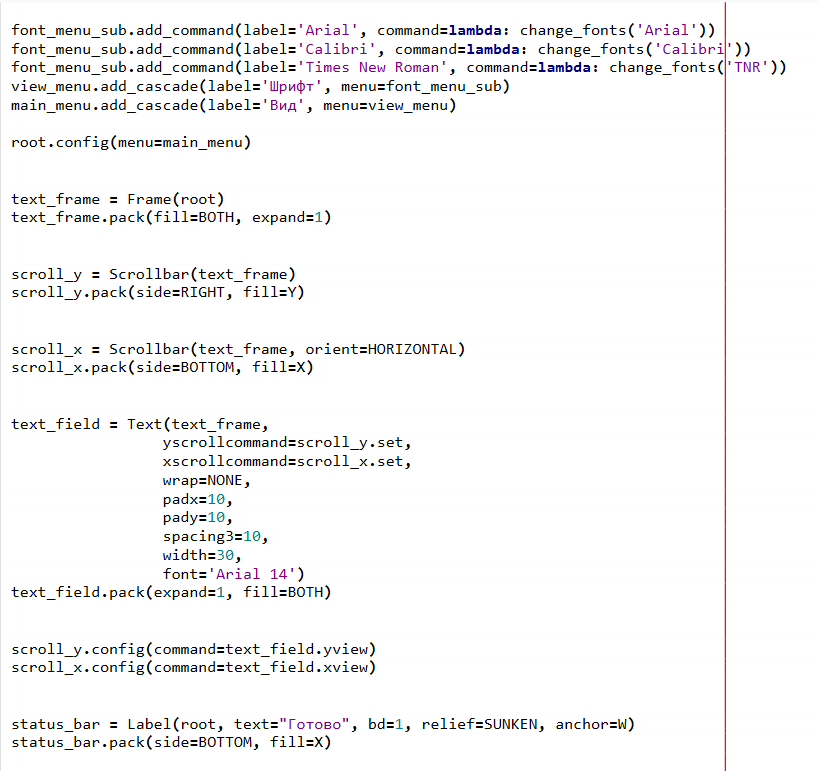 font_menu_sub.add_command(label='Arial', command=lambda: change_fonts('Arial'))
font_menu_sub.add_command(label='Calibri', command=lambda: change_fonts('Calibri'))
font_menu_sub.add_command(label='Times New Roman', command=lambda: change_fonts('TNR'))
view_menu.add_cascade(label='Шрифт', menu=font_menu_sub)
main_menu.add_cascade(label='Вид', menu=view_menu)
root.config(menu=main_menu)
text_frame = Frame(root)
text_frame.pack(fill=BOTH, expand=1)
scroll_y = Scrollbar(text_frame)
scroll_y.pack(side=RIGHT, fill=Y)
scroll_x = Scrollbar(text_frame, orient=HORIZONTAL)
scroll_x.pack(side=BOTTOM, fill=X)
text_field = Text(text_frame,
                 yscrollcommand=scroll_y.set,
                 xscrollcommand=scroll_x.set,
                 wrap=NONE,
                 padx=10,
                 pady=10,
                 spacing3=10,
                 width=30,
                 font='Arial 14')
text_field.pack(expand=1, fill=BOTH)
scroll_y.config(command=text_field.yview)
scroll_x.config(command=text_field.xview)
status_bar = Label(root, text="Готово", bd=1, relief=SUNKEN, anchor=W)
status_bar.pack(side=BOTTOM, fill=X)